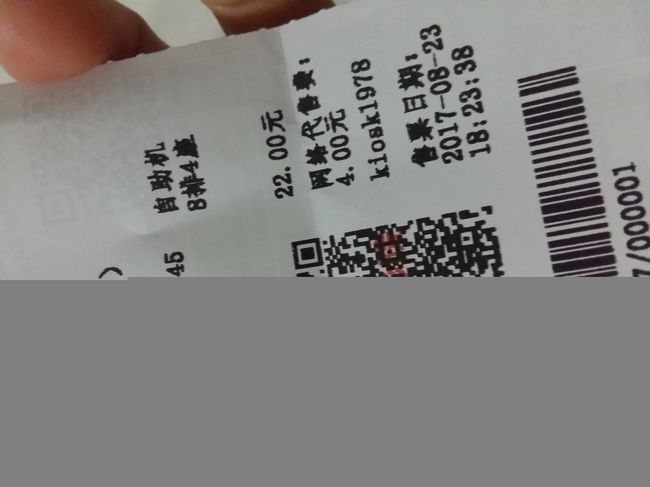 自助机
8排4座
45
22.00元
网络代售费：
4.00元
kiosk1978
售票日期：
2017-08-23
18:23:38
7/000001
)